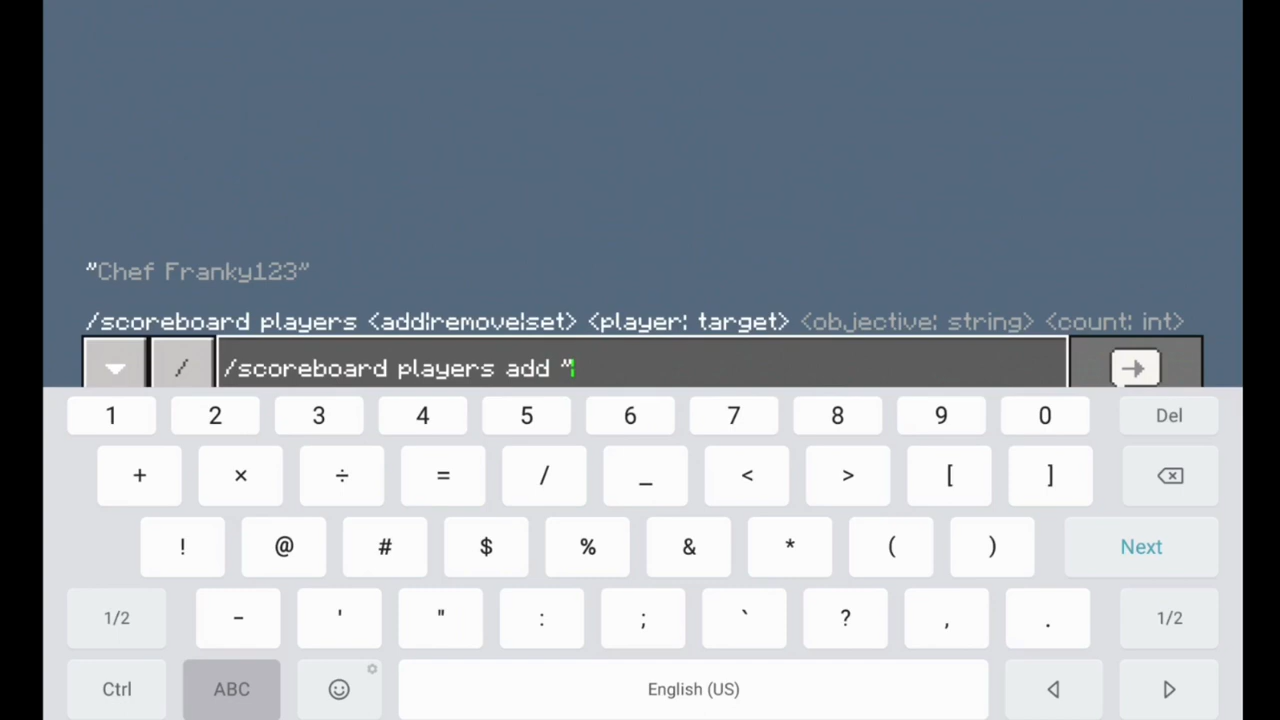 "Chef Franky123"
/scoreboard players <add|remove|set> <player: target> <objective: string> <count: int>
/ /scoreboard players add "
1 2 3 4 5 6 7 8 9 0 Del
+ × ÷ = / _ < > [ ]
! @ # $ % & * ( ) Next
1/2 - ' " : ; ` ? , . 1/2
Ctrl ABC English (US)